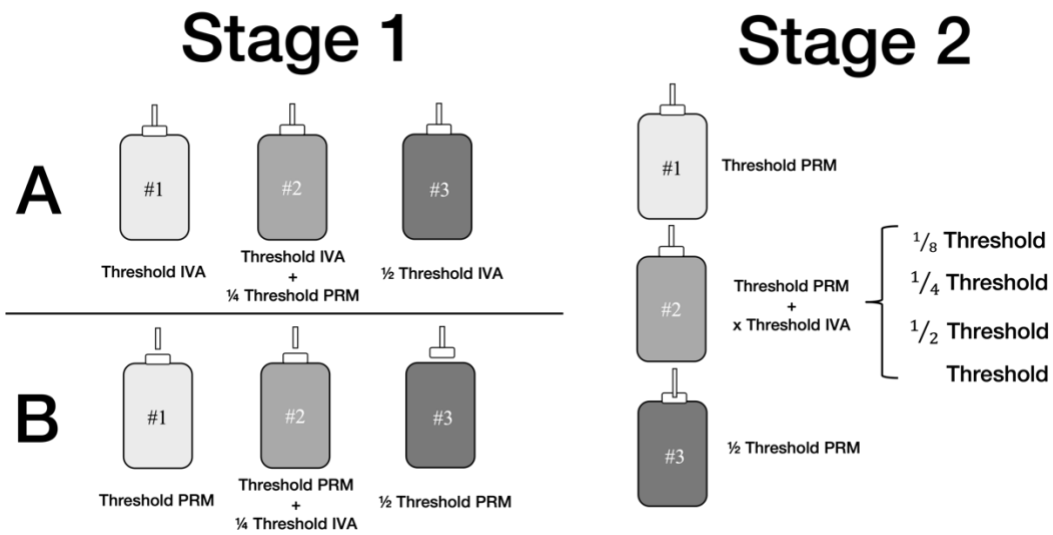 Stage 1
A
#1
#2
#3
Threshold IVA
Threshold IVA
+
¼ Threshold PRM
½ Threshold IVA
B
#1
#2
#3
Threshold PRM
Threshold PRM
+
¼ Threshold IVA
½ Threshold PRM
Stage 2
#1
Threshold PRM
#2
Threshold PRM
+
x Threshold IVA
1/8 Threshold
1/4 Threshold
1/2 Threshold
Threshold
#3
½ Threshold PRM